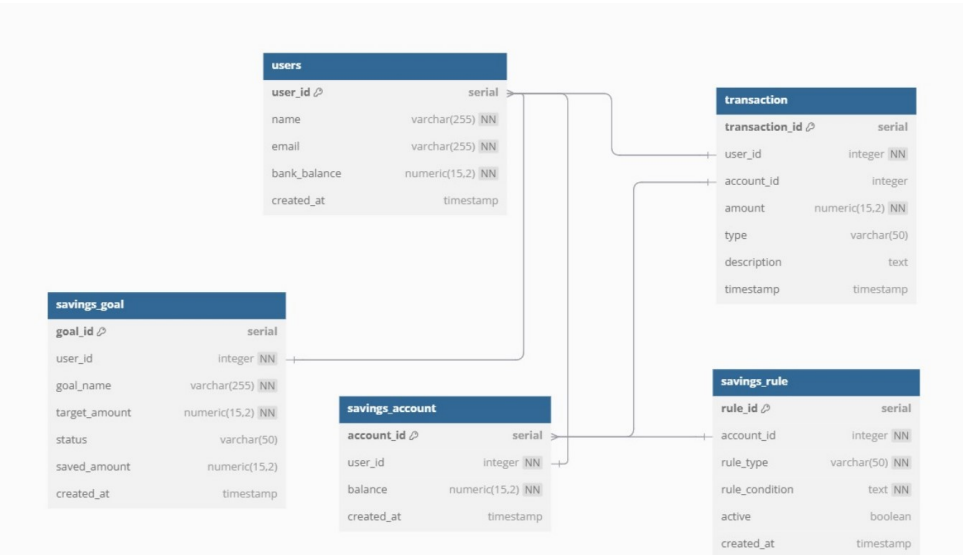 users
user_id serial
name varchar(255) NN
email varchar(255) NN
bank_balance numeric(15,2) NN
created_at timestamp
transaction
transaction_id serial
user_id integer NN
account_id integer
amount numeric(15,2) NN
type varchar(50)
description text
timestamp timestamp
savings_goal
goal_id serial
user_id integer NN
goal_name varchar(255) NN
target_amount numeric(15,2) NN
status varchar(50)
saved_amount numeric(15,2)
created_at timestamp
savings_account
account_id serial
user_id integer NN
balance numeric(15,2) NN
created_at timestamp
savings_rule
rule_id serial
account_id integer NN
rule_type varchar(50) NN
rule_condition text NN
active boolean
created_at timestamp